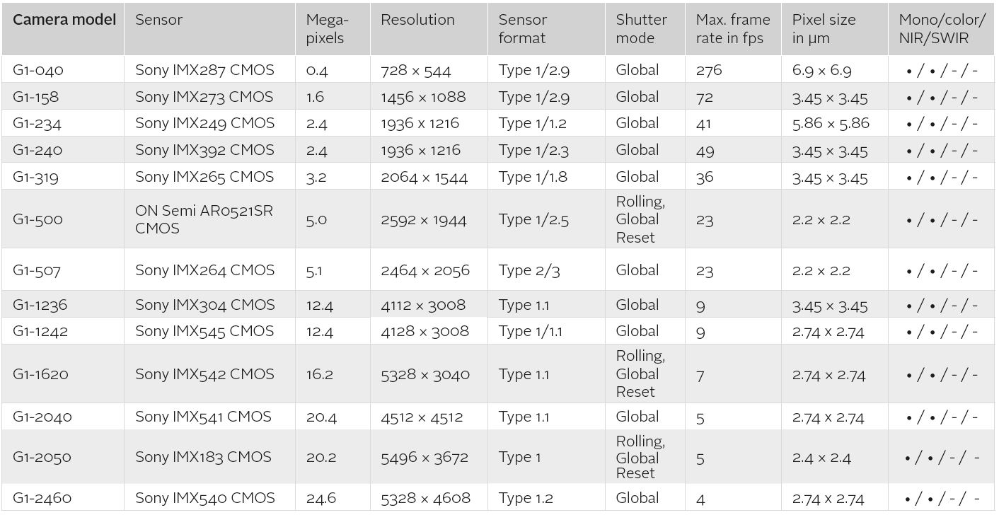 Camera model Sensor Mega- Resolution Sensor Shutter Max. frame Pixel size Mono/color/
pixels format mode rate in fps in µm NIR/SWIR
G1-040 Sony IMX287 CMOS 0.4 728 × 544 Type 1/2.9 Global 276 6.9 × 6.9 • / • / - / -
G1-158 Sony IMX273 CMOS 1.6 1456 × 1088 Type 1/2.9 Global 72 3.45 × 3.45 • / • / - / -
G1-234 Sony IMX249 CMOS 2.4 1936 x 1216 Type 1/1.2 Global 41 5.86 × 5.86 • / • / - / -
G1-240 Sony IMX392 CMOS 2.4 1936 × 1216 Type 1/2.3 Global 49 3.45 × 3.45 • / • / - / -
G1-319 Sony IMX265 CMOS 3.2 2064 × 1544 Type 1/1.8 Global 36 3.45 × 3.45 • / • / - / -
G1-500 ON Semi AR0521SR CMOS 5.0 2592 × 1944 Type 1/2.5 Rolling, Global Reset 23 2.2 × 2.2 • / • / - / -
G1-507 Sony IMX264 CMOS 5.1 2464 × 2056 Type 2/3 Global 23 2.2 × 2.2 • / • / - / -
G1-1236 Sony IMX304 CMOS 12.4 4112 × 3008 Type 1.1 Global 9 3.45 × 3.45 • / • / - / -
G1-1242 Sony IMX545 CMOS 12.4 4128 × 3008 Type 1/1.1 Global 9 2.74 x 2.74 • / • / - / -
G1-1620 Sony IMX542 CMOS 16.2 5328 × 3040 Type 1.1 Rolling, Global Reset 7 2.74 × 2.74 • / • / - / -
G1-2040 Sony IMX541 CMOS 20.4 4512 × 4512 Type 1.1 Global 5 2.74 x 2.74 • / • / - / -
G1-2050 Sony IMX183 CMOS 20.2 5496 × 3672 Type 1 Rolling, Global Reset 5 2.4 × 2.4 • / • / - / -
G1-2460 Sony IMX540 CMOS 24.6 5328 × 4608 Type 1.2 Global 4 2.74 x 2.74 • / • / - / -